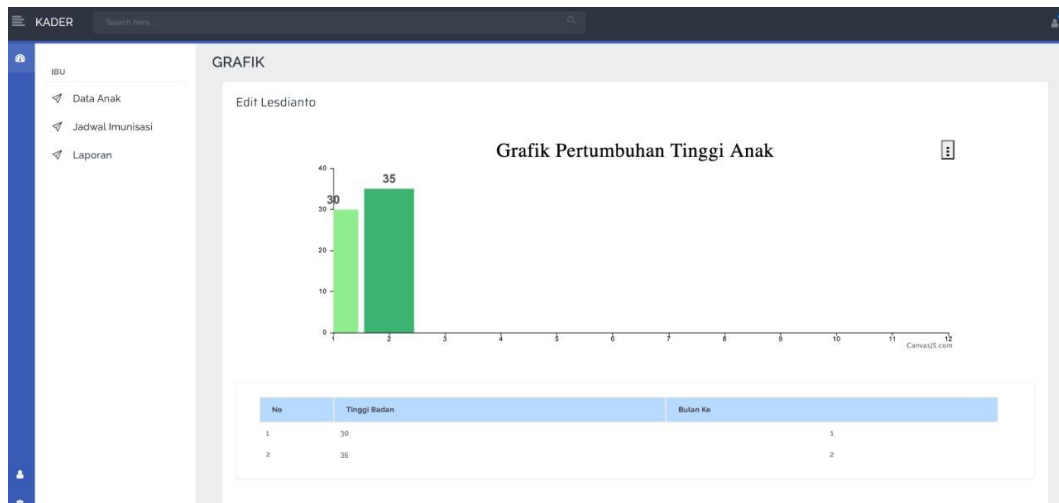 KADER
Search here...
IBU
Data Anak
Jadwal Imunisasi
Laporan
GRAFIK
Edit Lesdianto
Grafik Pertumbuhan Tinggi Anak
40
35
30
30
20
10
0
1 2 3 4 5 6 7 8 9 10 11 12
CanvasJS.com
No Tinggi Badan Bulan Ke
1 30 1
2 35 2